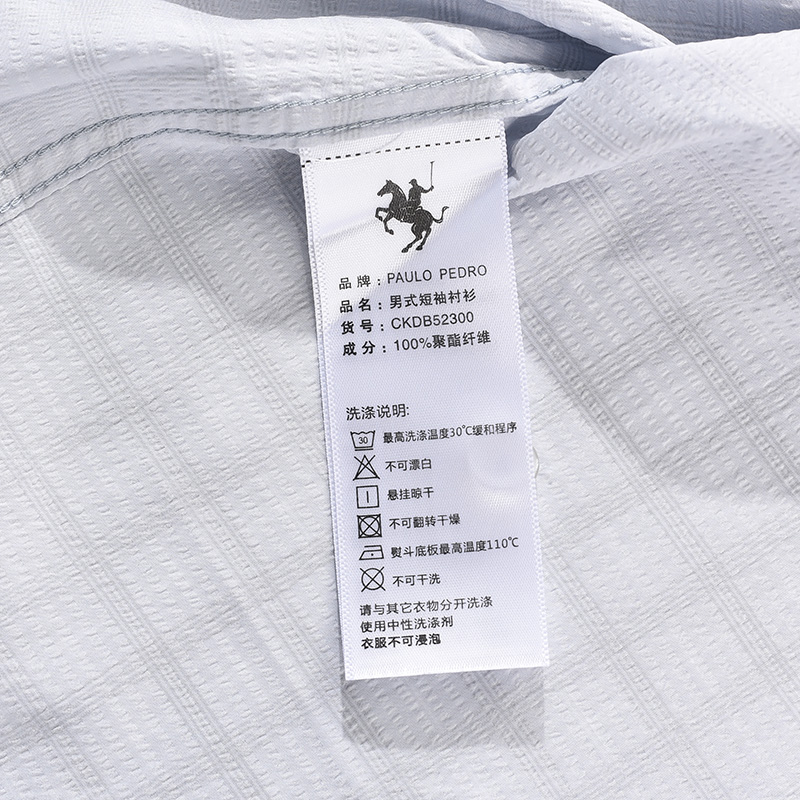 品牌：PAULO PEDRO
品名：男式短袖衬衫
货号：CKDB52300
成分：100%聚酯纤维
洗涤说明:
30 最高洗涤温度30℃缓和程序
不可漂白
悬挂晾干
不可翻转干燥
熨斗底板最高温度110℃
不可干洗
请与其它衣物分开洗涤
使用中性洗涤剂
衣服不可浸泡